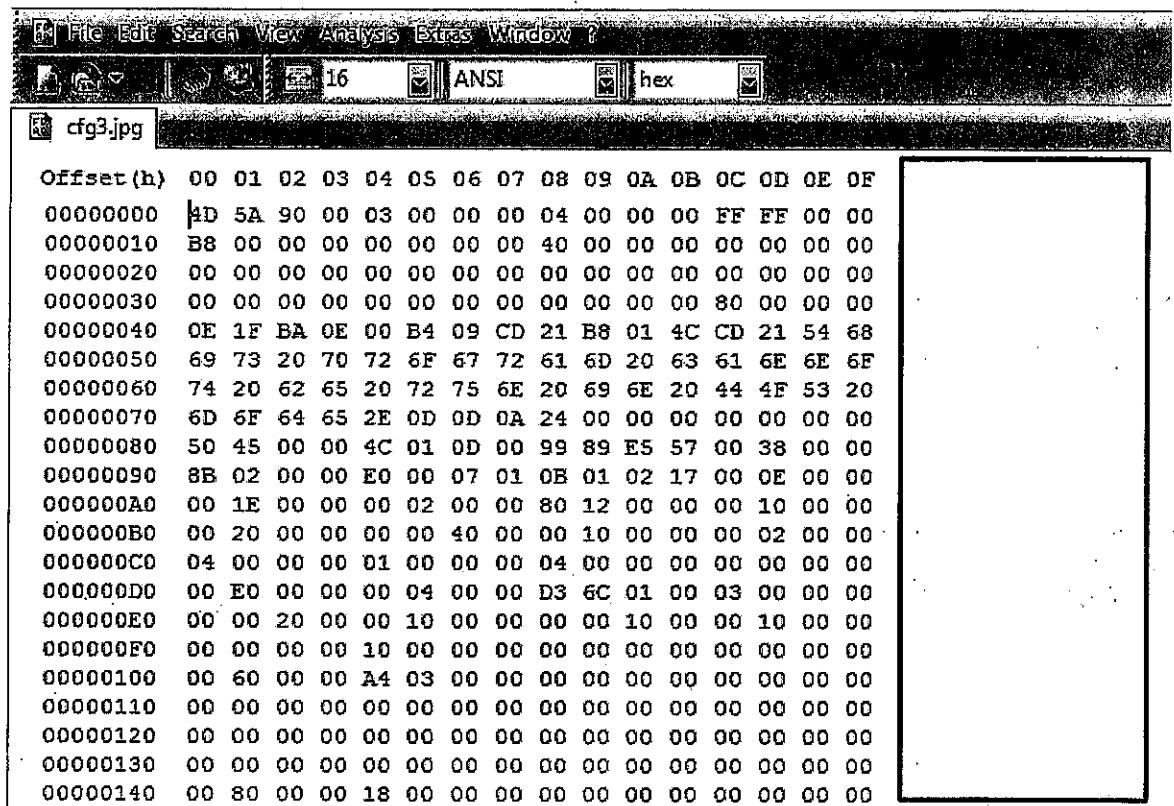 File Edit Search View Analysis Extras Window ?
16 ANSI hex
cfg3.jpg
Offset(h) 00 01 02 03 04 05 06 07 08 09 0A 0B 0C 0D 0E 0F
00000000 4D 5A 90 00 03 00 00 00 04 00 00 00 FF FF 00 00
00000010 B8 00 00 00 00 00 00 00 40 00 00 00 00 00 00 00
00000020 00 00 00 00 00 00 00 00 00 00 00 00 00 00 00 00
00000030 00 00 00 00 00 00 00 00 00 00 00 00 80 00 00 00
00000040 0E 1F BA 0E 00 B4 09 CD 21 B8 01 4C CD 21 54 68
00000050 69 73 20 70 72 6F 67 72 61 6D 20 63 61 6E 6E 6F
00000060 74 20 62 65 20 72 75 6E 20 69 6E 20 44 4F 53 20
00000070 6D 6F 64 65 2E 0D 0D 0A 24 00 00 00 00 00 00 00
00000080 50 45 00 00 4C 01 0D 00 99 89 E5 57 00 38 00 00
00000090 8B 02 00 00 E0 00 07 01 0B 01 02 17 00 0E 00 00
000000A0 00 1E 00 00 00 02 00 00 80 12 00 00 00 10 00 00
000000B0 00 20 00 00 00 00 40 00 00 10 00 00 00 02 00 00
000000C0 04 00 00 00 01 00 00 00 04 00 00 00 00 00 00 00
000000D0 00 E0 00 00 00 04 00 00 D3 6C 01 00 03 00 00 00
000000E0 00 00 20 00 00 10 00 00 00 00 10 00 00 10 00 00
000000F0 00 00 00 00 10 00 00 00 00 00 00 00 00 00 00 00
00000100 00 60 00 00 A4 03 00 00 00 00 00 00 00 00 00 00
00000110 00 00 00 00 00 00 00 00 00 00 00 00 00 00 00 00
00000120 00 00 00 00 00 00 00 00 00 00 00 00 00 00 00 00
00000130 00 00 00 00 00 00 00 00 00 00 00 00 00 00 00 00
00000140 00 80 00 00 18 00 00 00 00 00 00 00 00 00 00 00